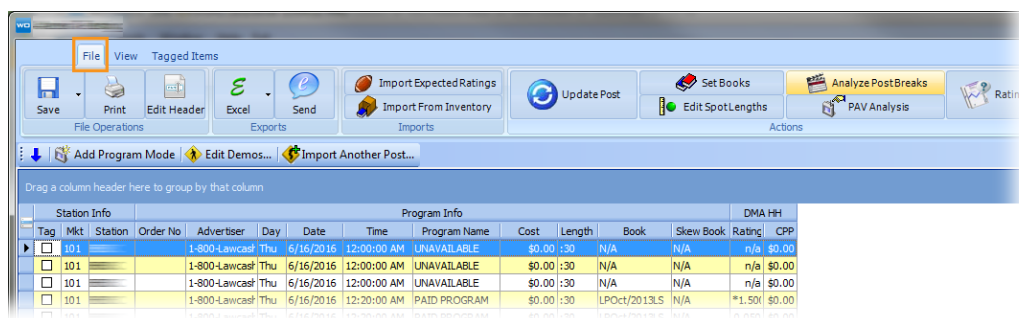 WO
File View Tagged Items
Import Expected Ratings Set Books Analyze PostBreaks
Update Post Ratin
Save Print Edit Header Excel Send Import From Inventory Edit SpotLengths PAV Analysis
File Operations Exports Imports Actions
Add Program Mode Edit Demos... Import Another Post...
Drag a column header here to group by that column
Station Info Program Info DMA HH
Tag Mkt Station Order No Advertiser Day Date Time Program Name Cost Length Book Skew Book Rating CPP
101 1-800-Lawcash Thu 6/16/2016 12:00:00 AM UNAVAILABLE $0.00 :30 N/A N/A n/a $0.00
101 1-800-Lawcash Thu 6/16/2016 12:00:00 AM UNAVAILABLE $0.00 :30 N/A N/A n/a $0.00
101 1-800-Lawcash Thu 6/16/2016 12:00:00 AM UNAVAILABLE $0.00 :30 N/A N/A n/a $0.00
101 1-800-Lawcash Thu 6/16/2016 12:20:00 AM PAID PROGRAM $0.00 :30 LPOct/2013LS N/A *1.50( $0.00